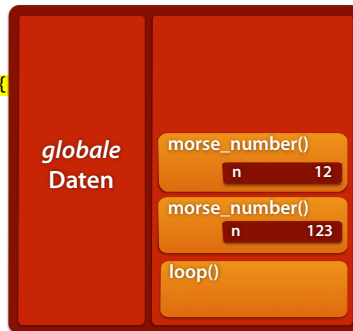 {
globale
Daten
morse_number()
n 12
morse_number()
n 123
loop()